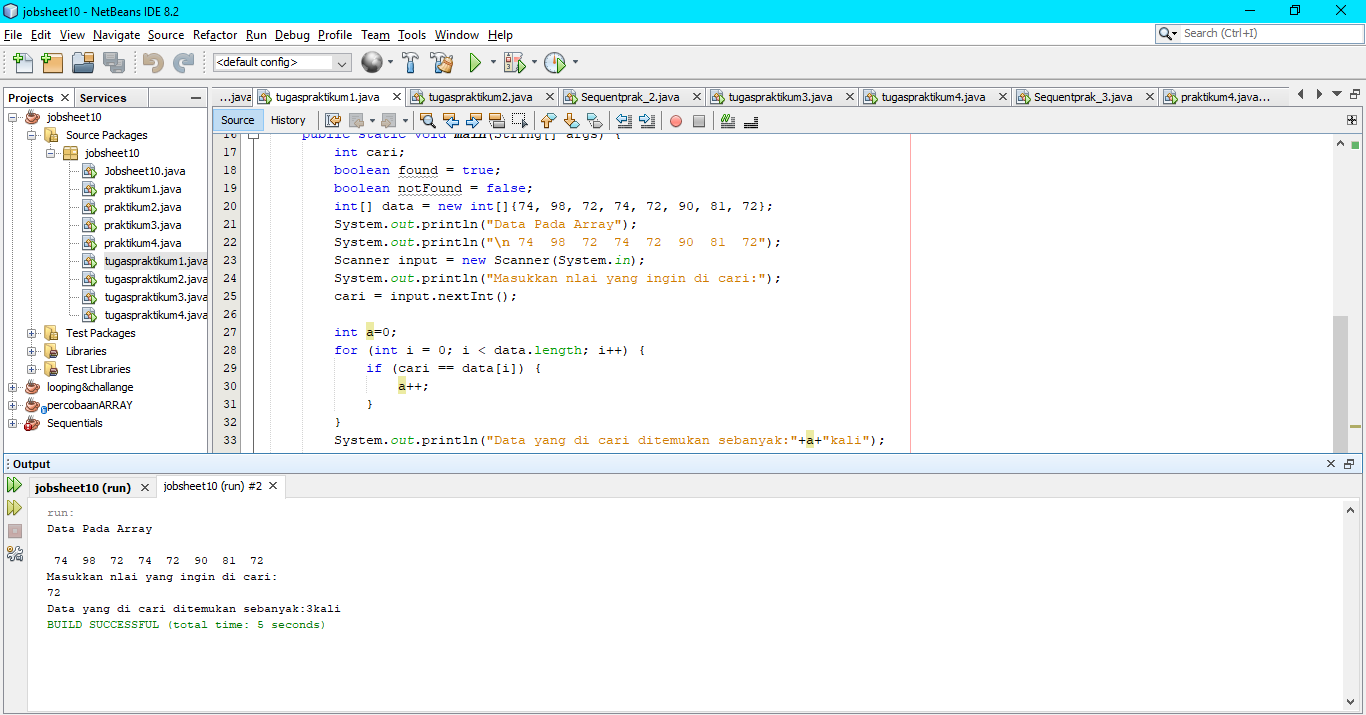 jobsheet10 - NetBeans IDE 8.2
File Edit View Navigate Source Refactor Run Debug Profile Team Tools Window Help
Search (Ctrl+I)
<default config>
Projects Services
jobsheet10
Source Packages
jobsheet10
Jobsheet10.java
praktikum1.java
praktikum2.java
praktikum3.java
praktikum4.java
tugaspraktikum1.java
tugaspraktikum2.java
tugaspraktikum3.java
tugaspraktikum4.java
Test Packages
Libraries
Test Libraries
looping&challange
percobaanARRAY
Sequentials
...java tugaspraktikum1.java tugaspraktikum2.java Sequentprak_2.java tugaspraktikum3.java tugaspraktikum4.java Sequentprak_3.java praktikum4.java...
Source History
16 public static void main(String[] args) {
17 int cari;
18 boolean found = true;
19 boolean notFound = false;
20 int[] data = new int[]{74, 98, 72, 74, 72, 90, 81, 72};
21 System.out.println("Data Pada Array");
22 System.out.println("\n 74  98  72  74  72  90  81  72");
23 Scanner input = new Scanner(System.in);
24 System.out.println("Masukkan nlai yang ingin di cari:");
25 cari = input.nextInt();
26
27 int a=0;
28 for (int i = 0; i < data.length; i++) {
29 if (cari == data[i]) {
30 a++;
31 }
32 }
33 System.out.println("Data yang di cari ditemukan sebanyak:"+a+"kali");
Output
jobsheet10 (run) jobsheet10 (run) #2
run:
Data Pada Array
74  98  72  74  72  90  81  72
Masukkan nlai yang ingin di cari:
72
Data yang di cari ditemukan sebanyak:3kali
BUILD SUCCESSFUL (total time: 5 seconds)